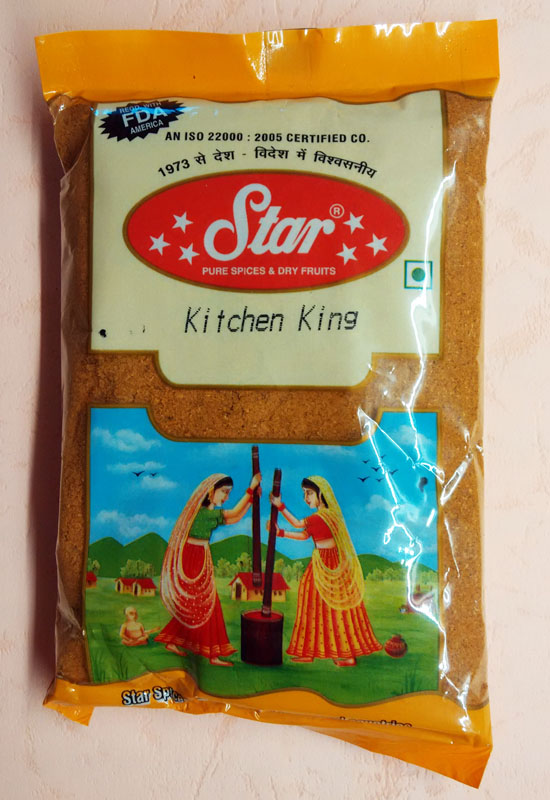 REGD. WITH
FDA
AMERICA
AN ISO 22000 : 2005 CERTIFIED CO.
1973 से देश - विदेश में विश्वसनीय
Star®
PURE SPICES & DRY FRUITS
Kitchen King
Star Spic